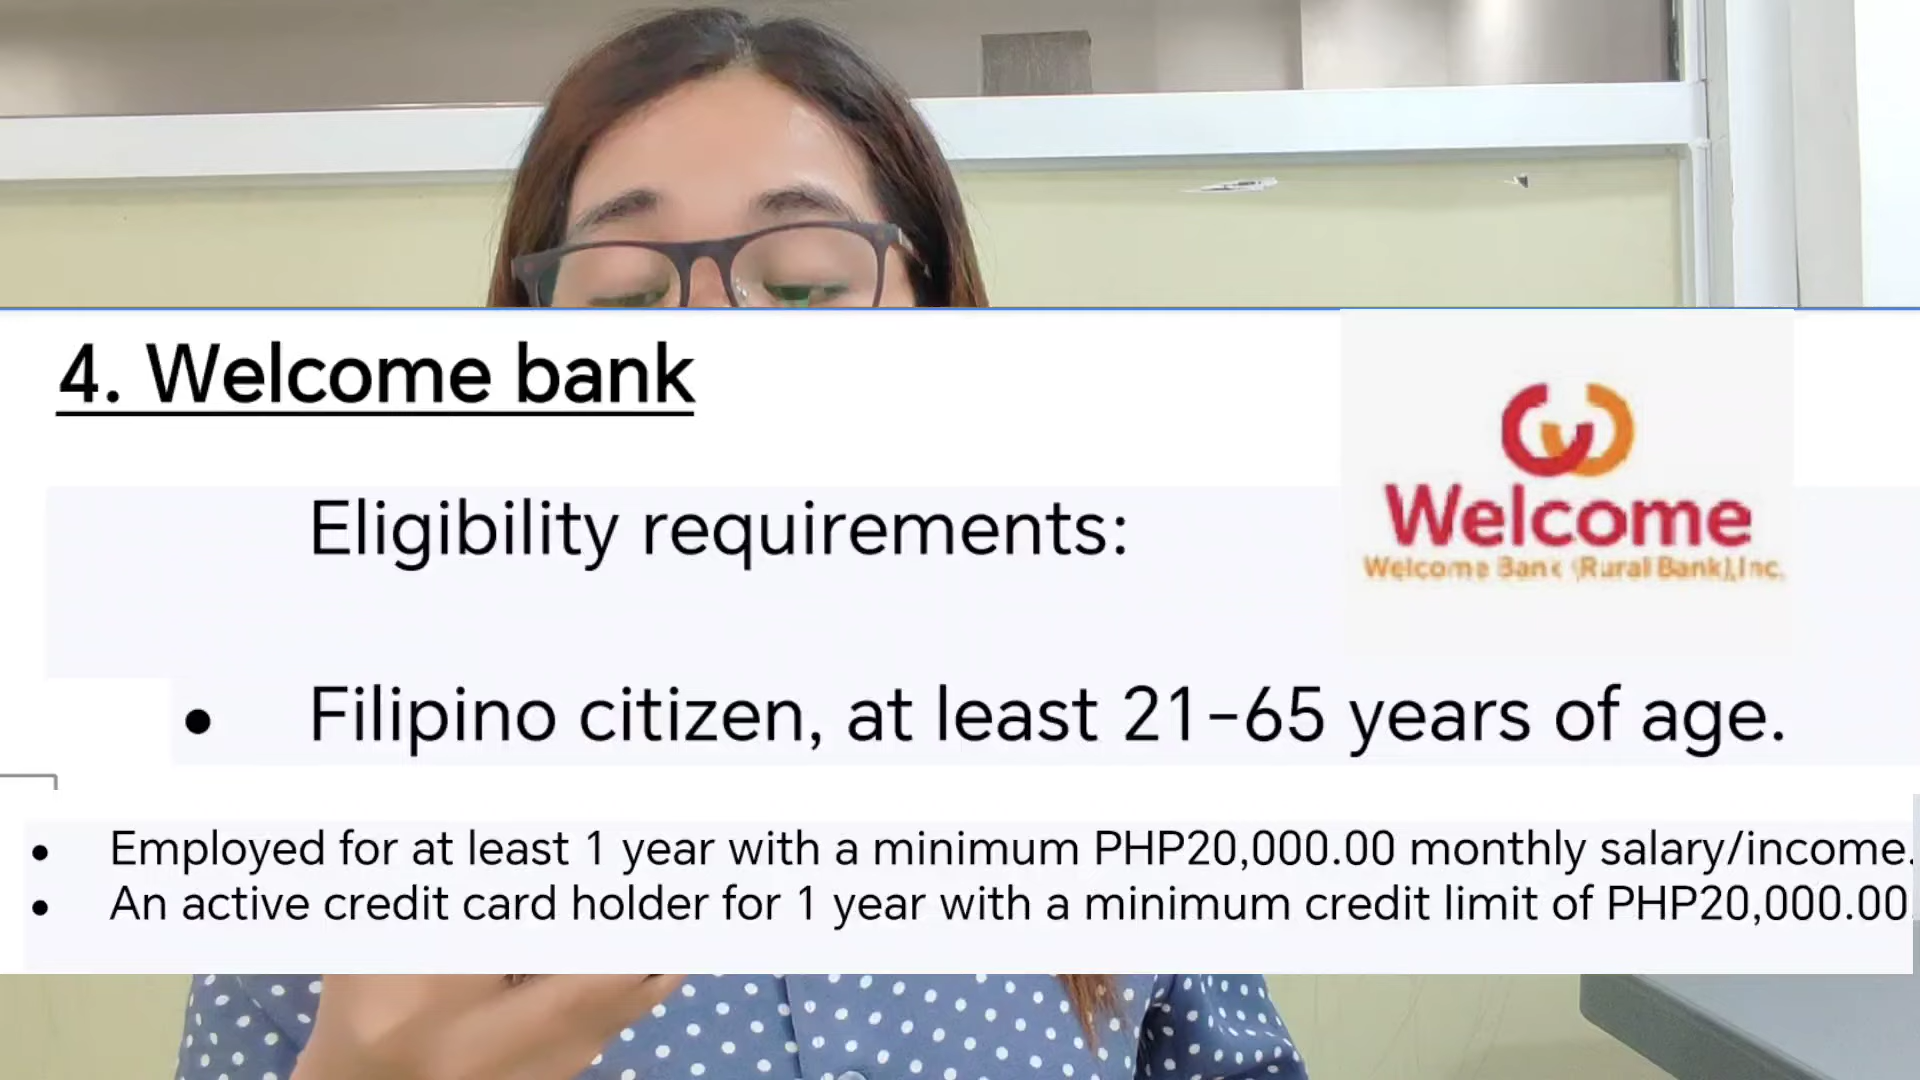 4. Welcome bank
Welcome
Welcome Bank (Rural Bank),Inc.
Eligibility requirements:
• Filipino citizen, at least 21-65 years of age.
• Employed for at least 1 year with a minimum PHP20,000.00 monthly salary/income.
• An active credit card holder for 1 year with a minimum credit limit of PHP20,000.00